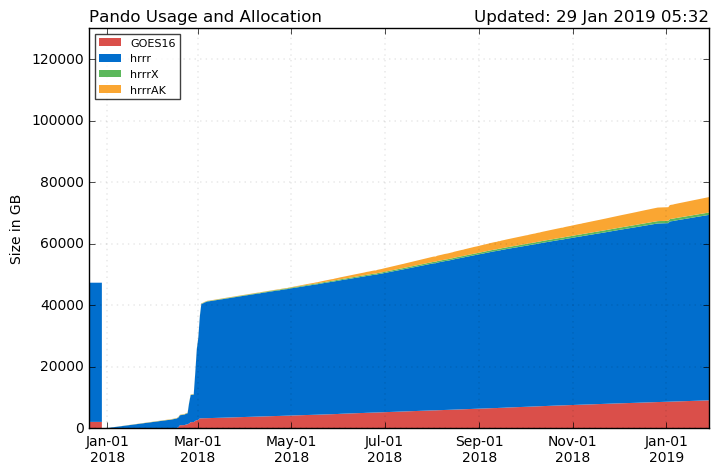 Pando Usage and Allocation
Updated: 29 Jan 2019 05:32
GOES16
hrrr
hrrrX
hrrrAK
Size in GB
120000
100000
80000
60000
40000
20000
0
Jan-01 2018
Mar-01 2018
May-01 2018
Jul-01 2018
Sep-01 2018
Nov-01 2018
Jan-01 2019